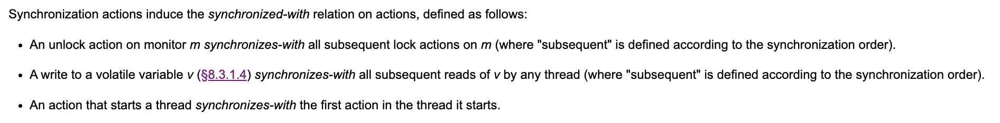 Synchronization actions induce the synchronized-with relation on actions, defined as follows:
• An unlock action on monitor m synchronizes-with all subsequent lock actions on m (where "subsequent" is defined according to the synchronization order).
• A write to a volatile variable v (§8.3.1.4) synchronizes-with all subsequent reads of v by any thread (where "subsequent" is defined according to the synchronization order).
• An action that starts a thread synchronizes-with the first action in the thread it starts.